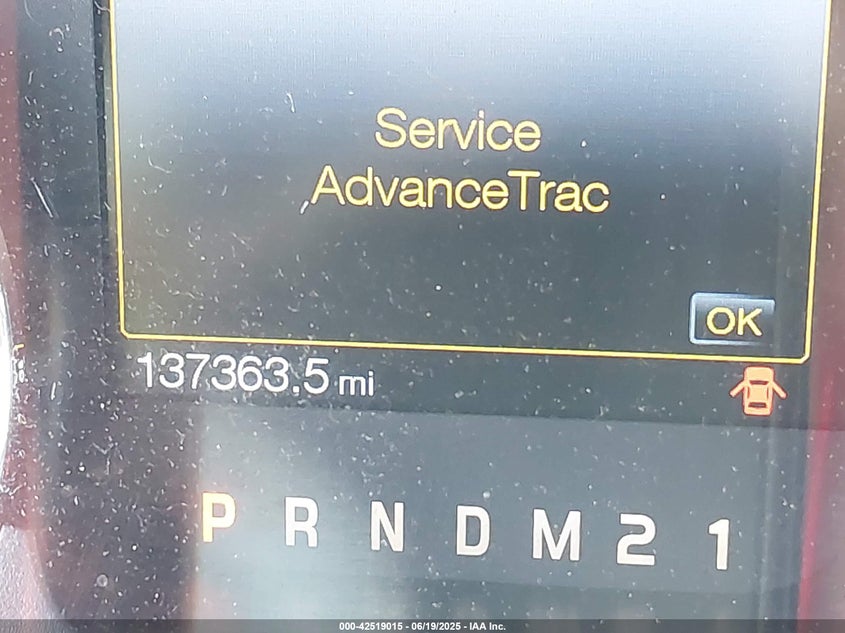 Service
AdvanceTrac
OK
137363.5 mi
P R N D M 2 1
000-42519015 - 06/19/2025 - IAA Inc.